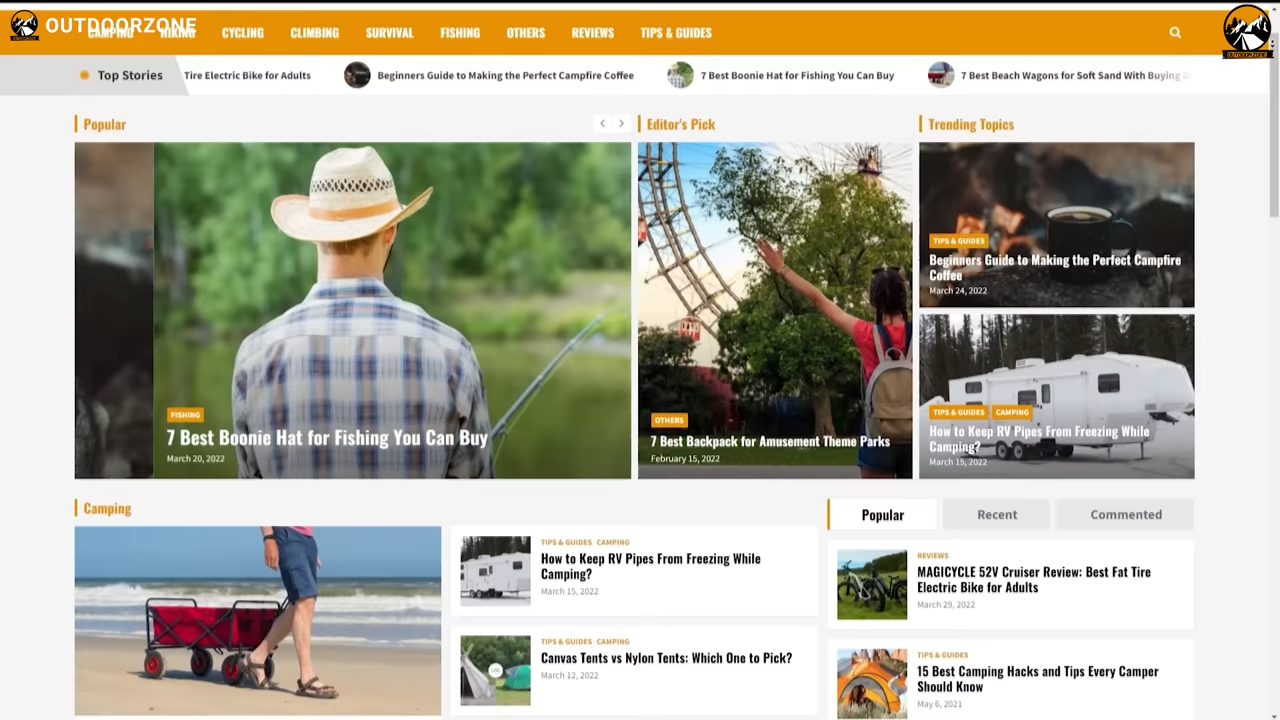 OUTDOORZONE
CAMPING HIKING CYCLING CLIMBING SURVIVAL FISHING OTHERS REVIEWS TIPS & GUIDES
OUTDOORZONE
Top Stories
Tire Electric Bike for Adults
Beginners Guide to Making the Perfect Campfire Coffee
7 Best Boonie Hat for Fishing You Can Buy
7 Best Beach Wagons for Soft Sand With Buying
Popular
FISHING
7 Best Boonie Hat for Fishing You Can Buy
March 20, 2022
Editor's Pick
OTHERS
7 Best Backpack for Amusement Theme Parks
February 15, 2022
Trending Topics
TIPS & GUIDES
Beginners Guide to Making the Perfect Campfire
Coffee
March 24, 2022
TIPS & GUIDES CAMPING
How to Keep RV Pipes From Freezing While
Camping?
March 15, 2022
Camping
TIPS & GUIDES CAMPING
How to Keep RV Pipes From Freezing While
Camping?
March 15, 2022
TIPS & GUIDES CAMPING
Canvas Tents vs Nylon Tents: Which One to Pick?
March 12, 2022
Popular Recent Commented
REVIEWS
MAGICYCLE 52V Cruiser Review: Best Fat Tire
Electric Bike for Adults
March 29, 2022
TIPS & GUIDES
15 Best Camping Hacks and Tips Every Camper
Should Know
May 6, 2021